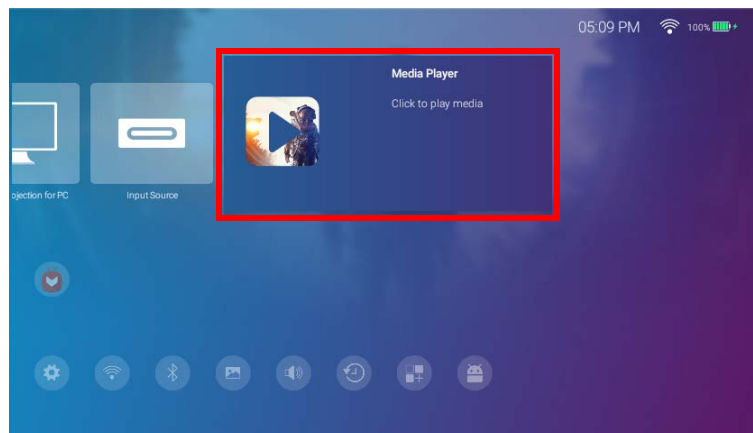 05:09 PM 100%
Media Player
Click to play media
ojection for PC
Input Source